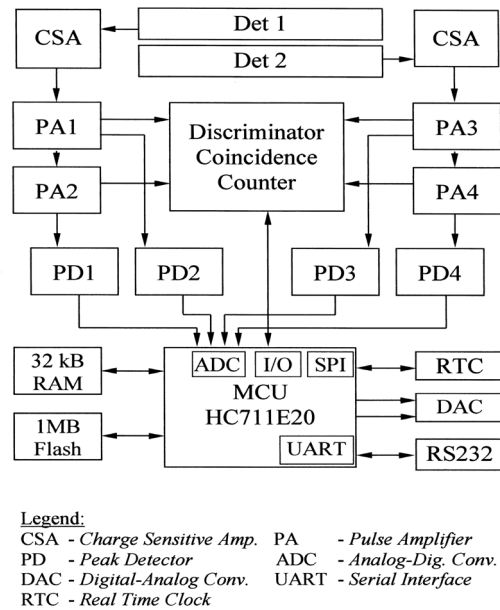 CSA
Det 1
CSA
Det 2
PA1
Discriminator
Coincidence
Counter
PA3
PA2
PA4
PD1
PD2
PD3
PD4
32 kB
RAM
ADC
I/O
SPI
RTC
MCU
HC711E20
DAC
1MB
Flash
UART
RS232
Legend:
CSA - Charge Sensitive Amp. PA - Pulse Amplifier
PD - Peak Detector ADC - Analog-Dig. Conv.
DAC - Digital-Analog Conv. UART - Serial Interface
RTC - Real Time Clock